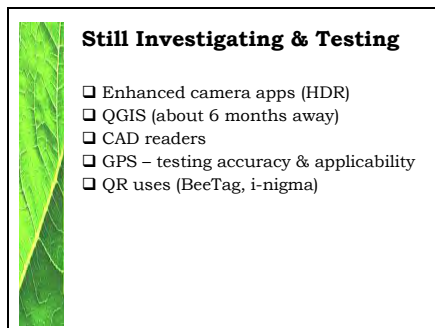 Still Investigating & Testing
❑ Enhanced camera apps (HDR)
❑ QGIS (about 6 months away)
❑ CAD readers
❑ GPS – testing accuracy & applicability
❑ QR uses (BeeTag, i-nigma)